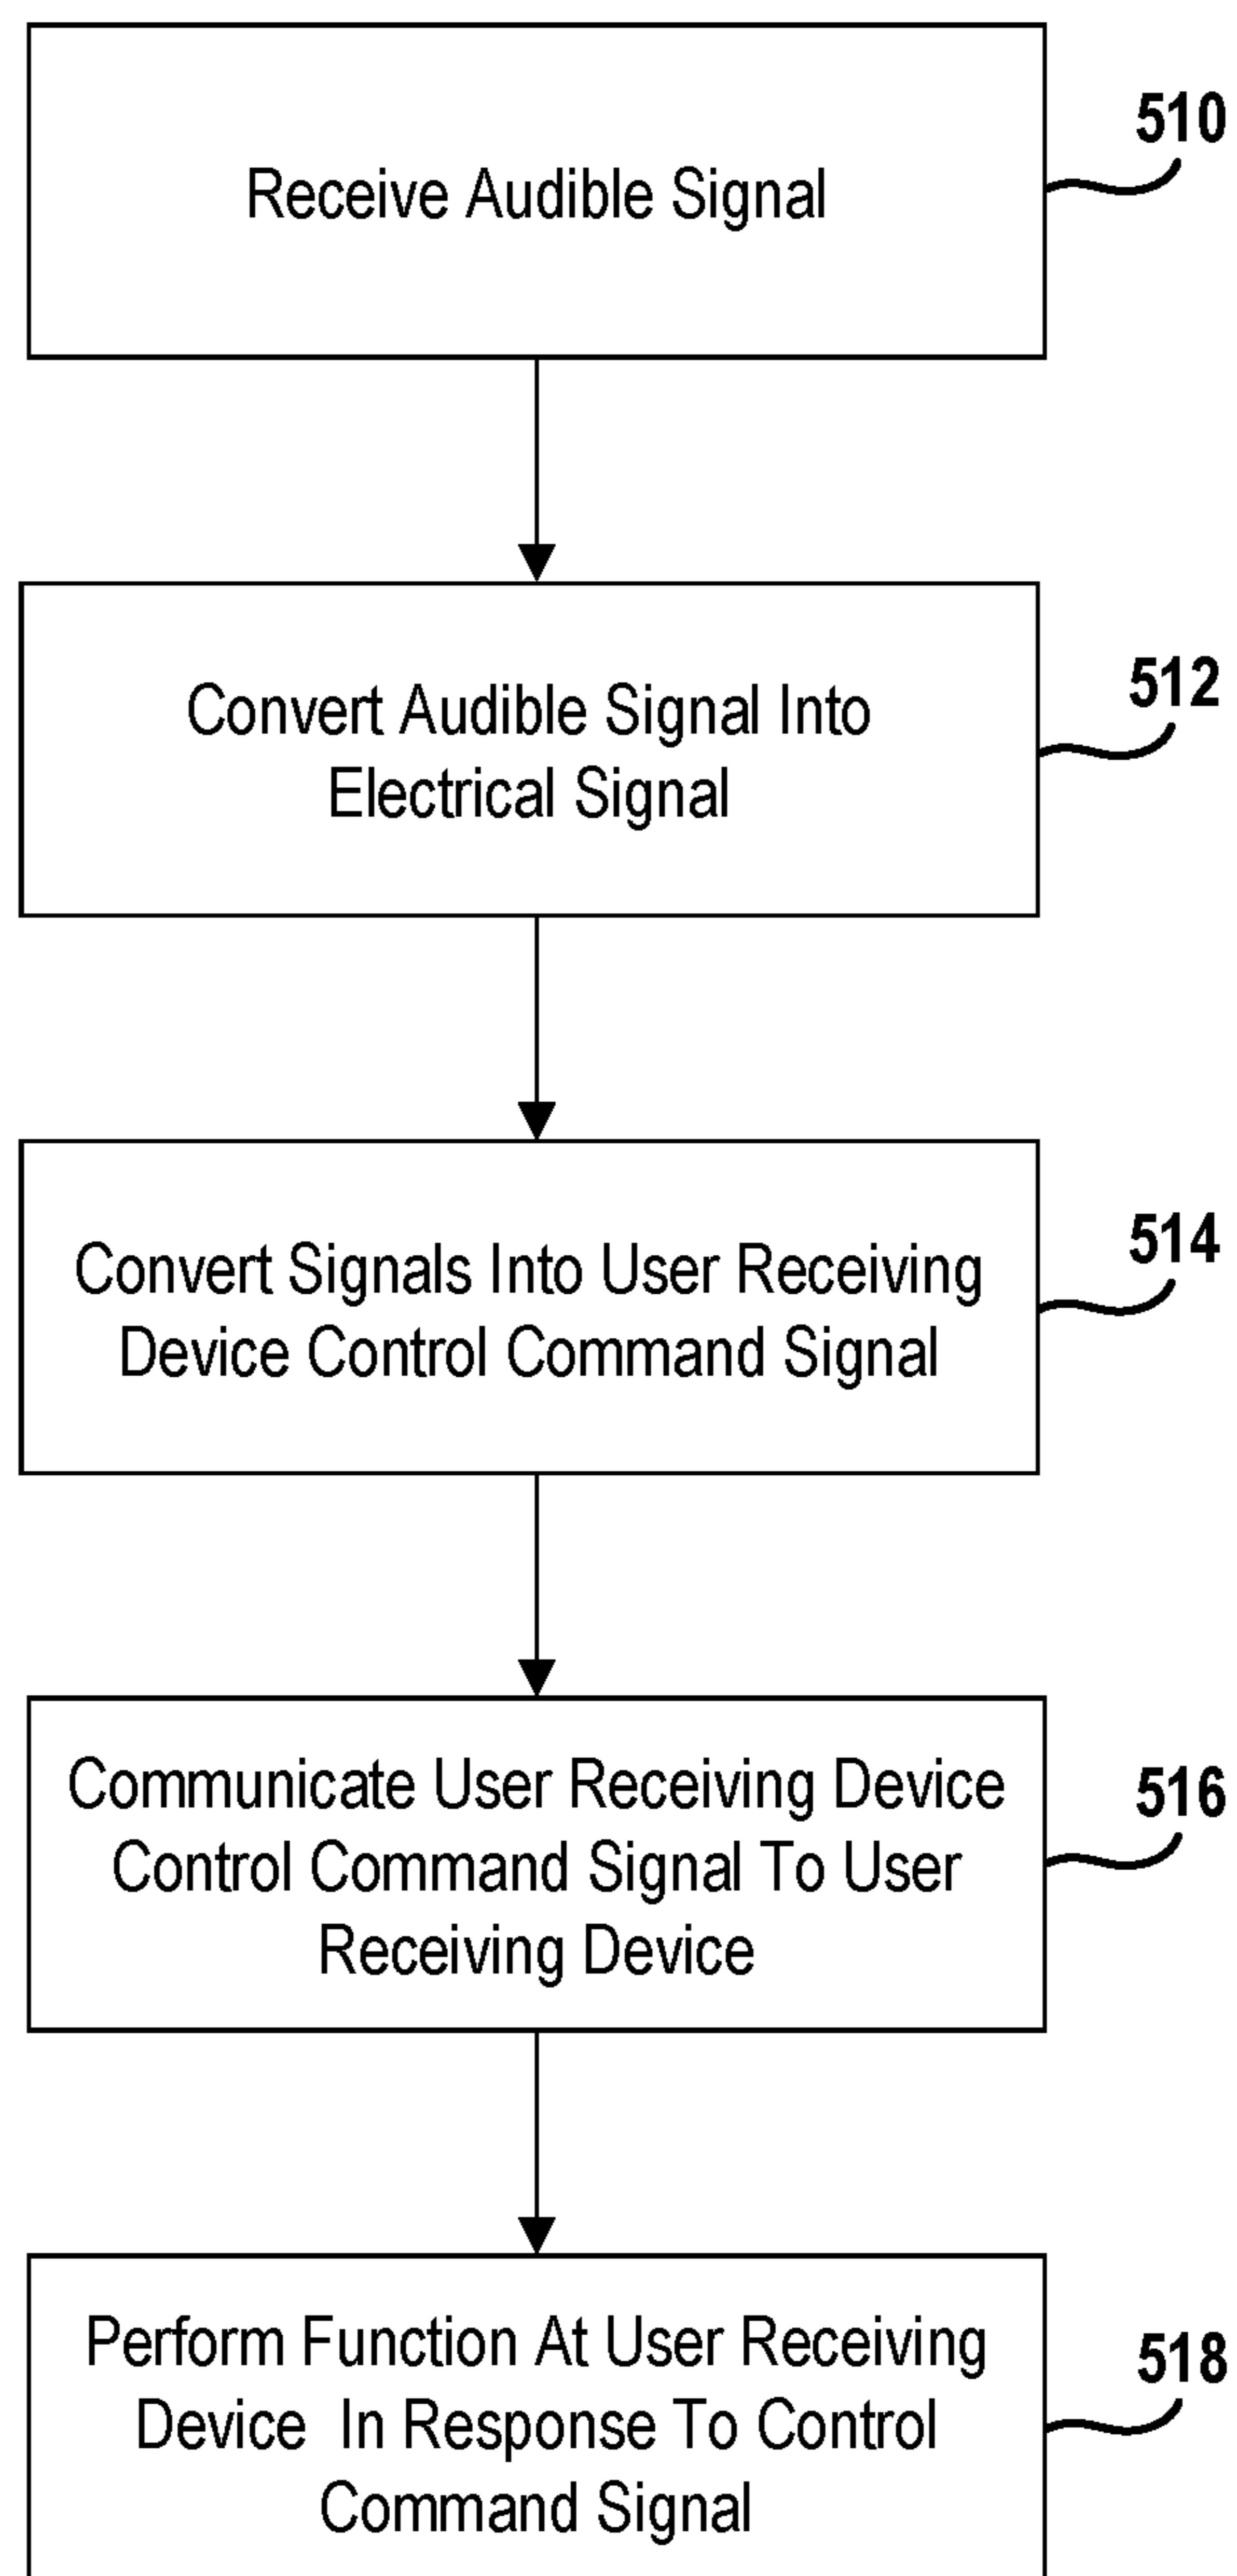 510
Receive Audible Signal
512
Convert Audible Signal Into
Electrical Signal
514
Convert Signals Into User Receiving
Device Control Command Signal
516
Communicate User Receiving Device
Control Command Signal To User
Receiving Device
518
Perform Function At User Receiving
Device In Response To Control
Command Signal